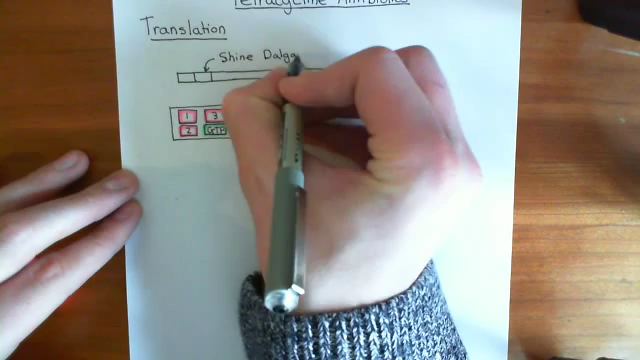 Tetracycline Antibiotics
Translation
Shine Dalga
1 3
2 GTP